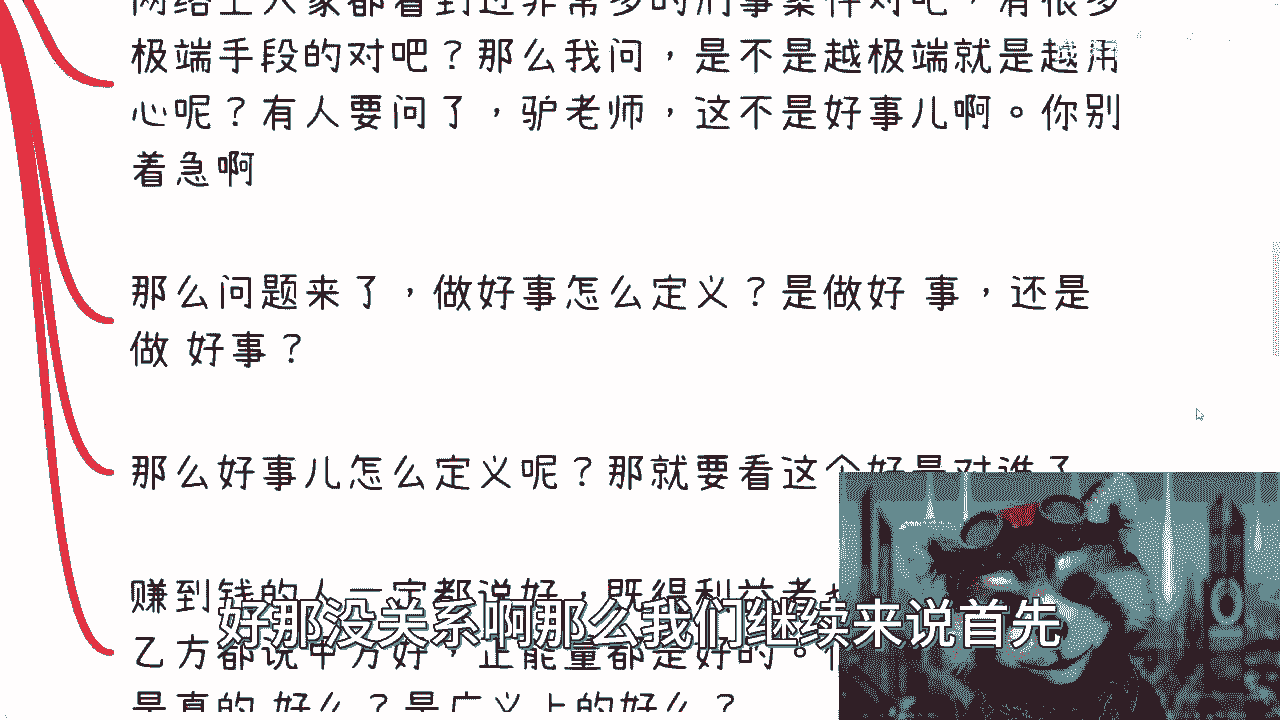 网络上大家都看到过非常多的刑事案件对吧，有很多
极端手段的对吧？那么我问，是不是越极端就是越用
心呢？有人要问了，驴老师，这不是好事儿啊。你别
着急啊
那么问题来了，做好事怎么定义？是做好 事，还是
做 好事？
那么好事儿怎么定义呢？那就要看这个好是对谁了
赚到钱的人一定都说好，既得利益者
乙方都说甲方好，正能量都是好的。
是真的 好么？是广义上的好么？
好那没关系啊那么我们继续来说首先